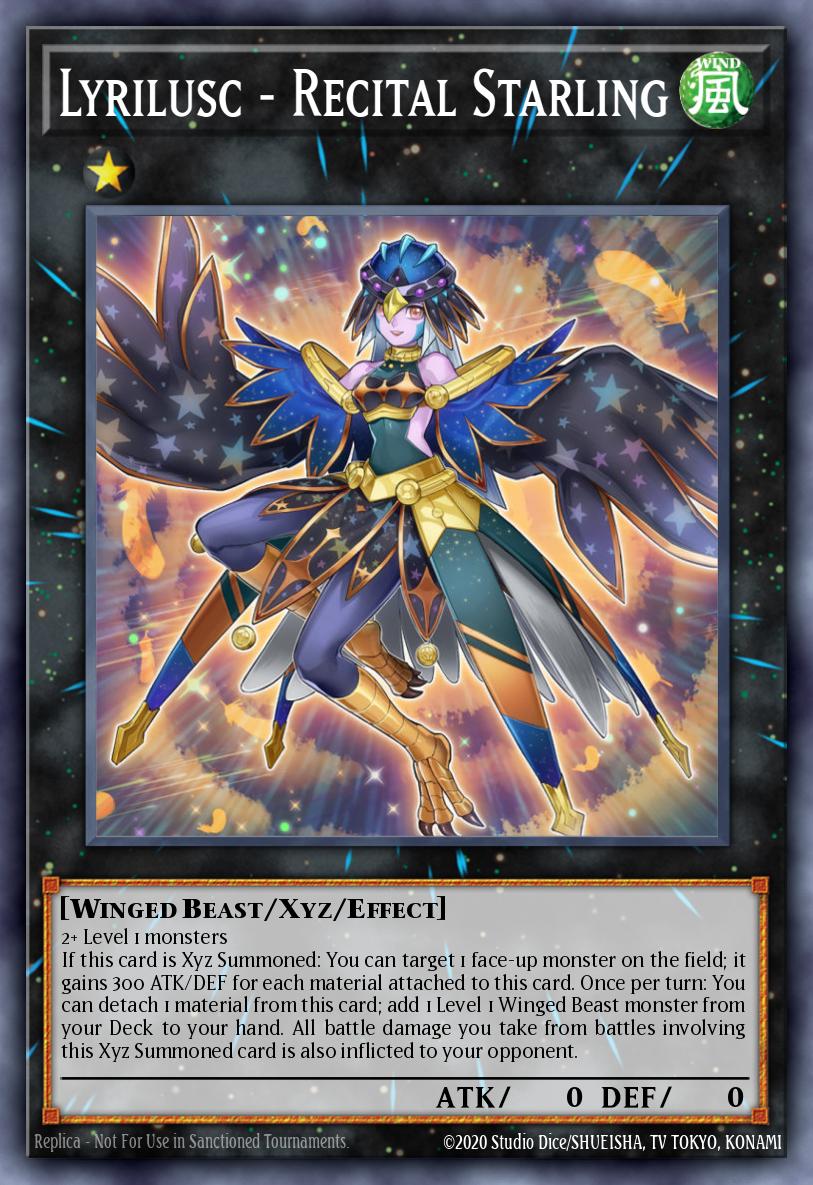 Lyrilusc - Recital Starling
WIND
風
[Winged Beast/Xyz/Effect]
2+ Level 1 monsters
If this card is Xyz Summoned: You can target 1 face-up monster on the field; it
gains 300 ATK/DEF for each material attached to this card. Once per turn: You
can detach 1 material from this card; add 1 Level 1 Winged Beast monster from
your Deck to your hand. All battle damage you take from battles involving
this Xyz Summoned card is also inflicted to your opponent.
ATK/ 0 DEF/ 0
Replica - Not For Use in Sanctioned Tournaments.
©2020 Studio Dice/SHUEISHA, TV TOKYO, KONAMI